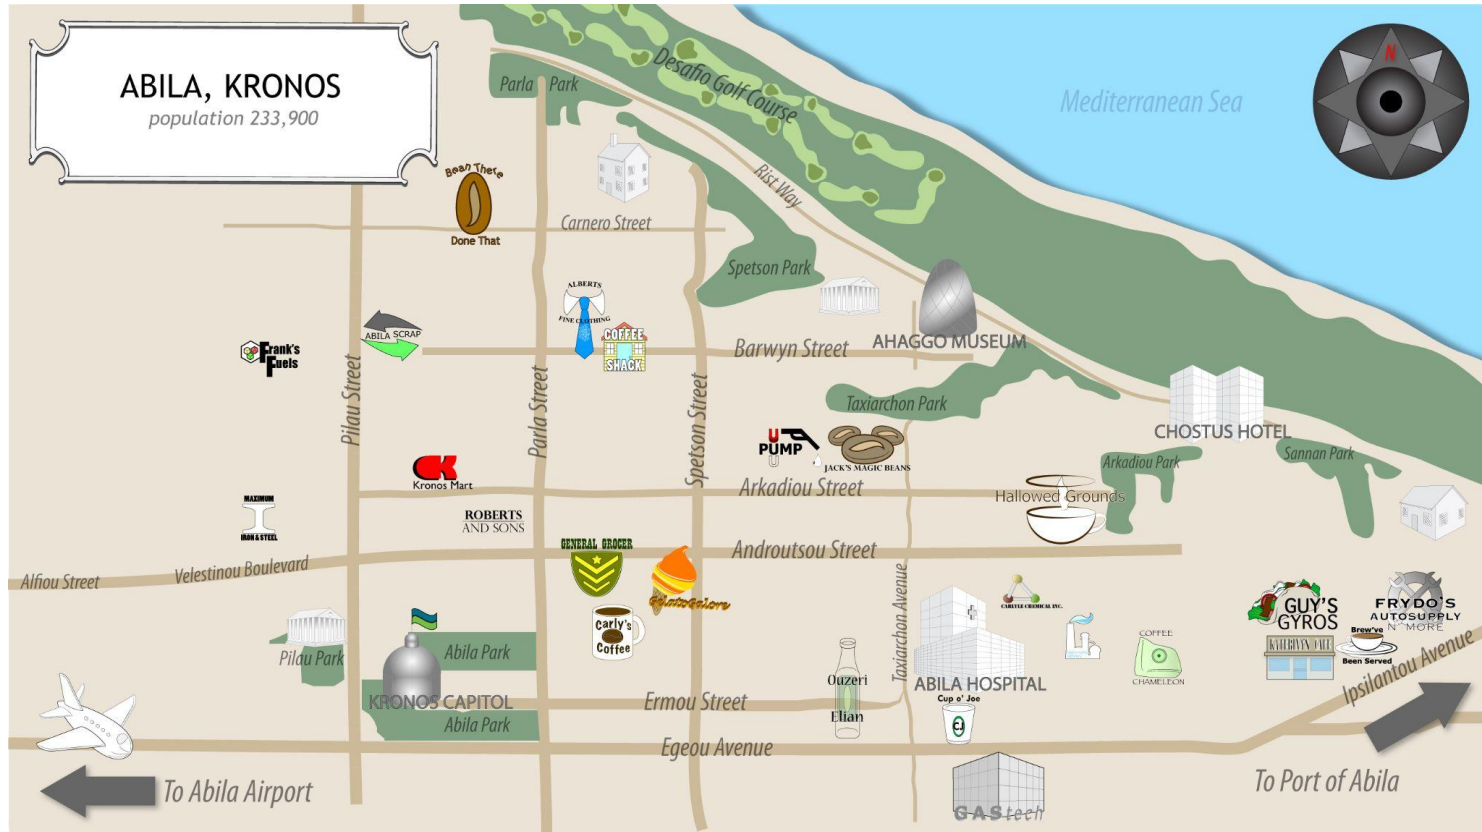 ABILA, KRONOS
population 233,900
N
Mediterranean Sea
Desafio Golf Course
Parla Park
Rist Way
Bean There
Done That
Carnero Street
Spetson Park
ALBERTS
FINE CLOTHING
COFFEE
SHACK
ABILA SCRAP
Frank's
Fuels
Barwyn Street
AHAGGO MUSEUM
Pilau Street
Parla Street
Spetson Street
Taxiarchon Park
CHOSTUS HOTEL
U
PUMP
U
JACK'S MAGIC BEANS
Arkadiou Park
Sannan Park
Kronos Mart
Arkadiou Street
Hallowed Grounds
MAXIMUM
IRON & STEEL
ROBERTS
AND SONS
GENERAL GROCER
Androutsou Street
Alfiou Street
Velestinou Boulevard
GelatoGalore
Carly's
Coffee
Taxiarchon Avenue
CARLYLE CHEMICAL INC.
GUY'S
GYROS
FRYDO'S
AUTOSUPPLY
N' MORE
Brew've
Been Served
KATERINA'S CAFE
COFFEE
CHAMELEON
Pilau Park
Abila Park
KRONOS CAPITOL
Abila Park
Ermou Street
Ouzeri
Elian
ABILA HOSPITAL
Cup o' Joe
CJ
Ipsilantou Avenue
Egeou Avenue
To Abila Airport
GAStech
To Port of Abila